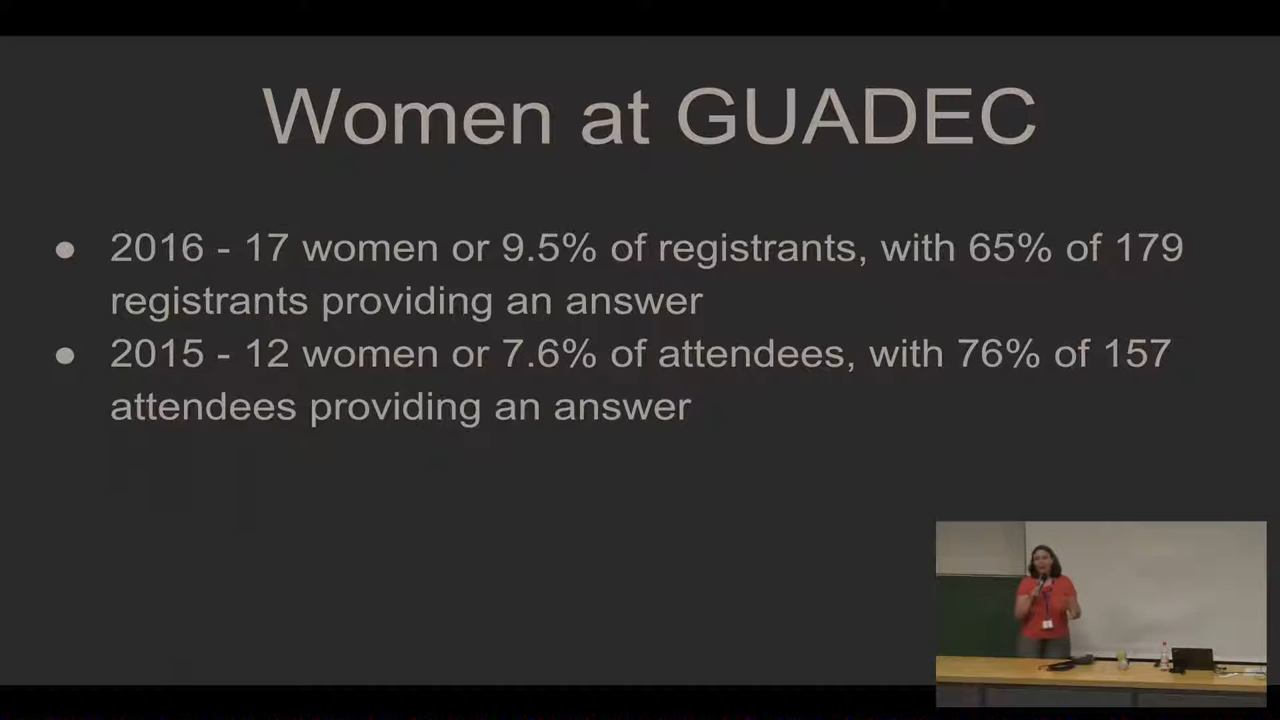 Women at GUADEC
● 2016 - 17 women or 9.5% of registrants, with 65% of 179
registrants providing an answer
● 2015 - 12 women or 7.6% of attendees, with 76% of 157
attendees providing an answer